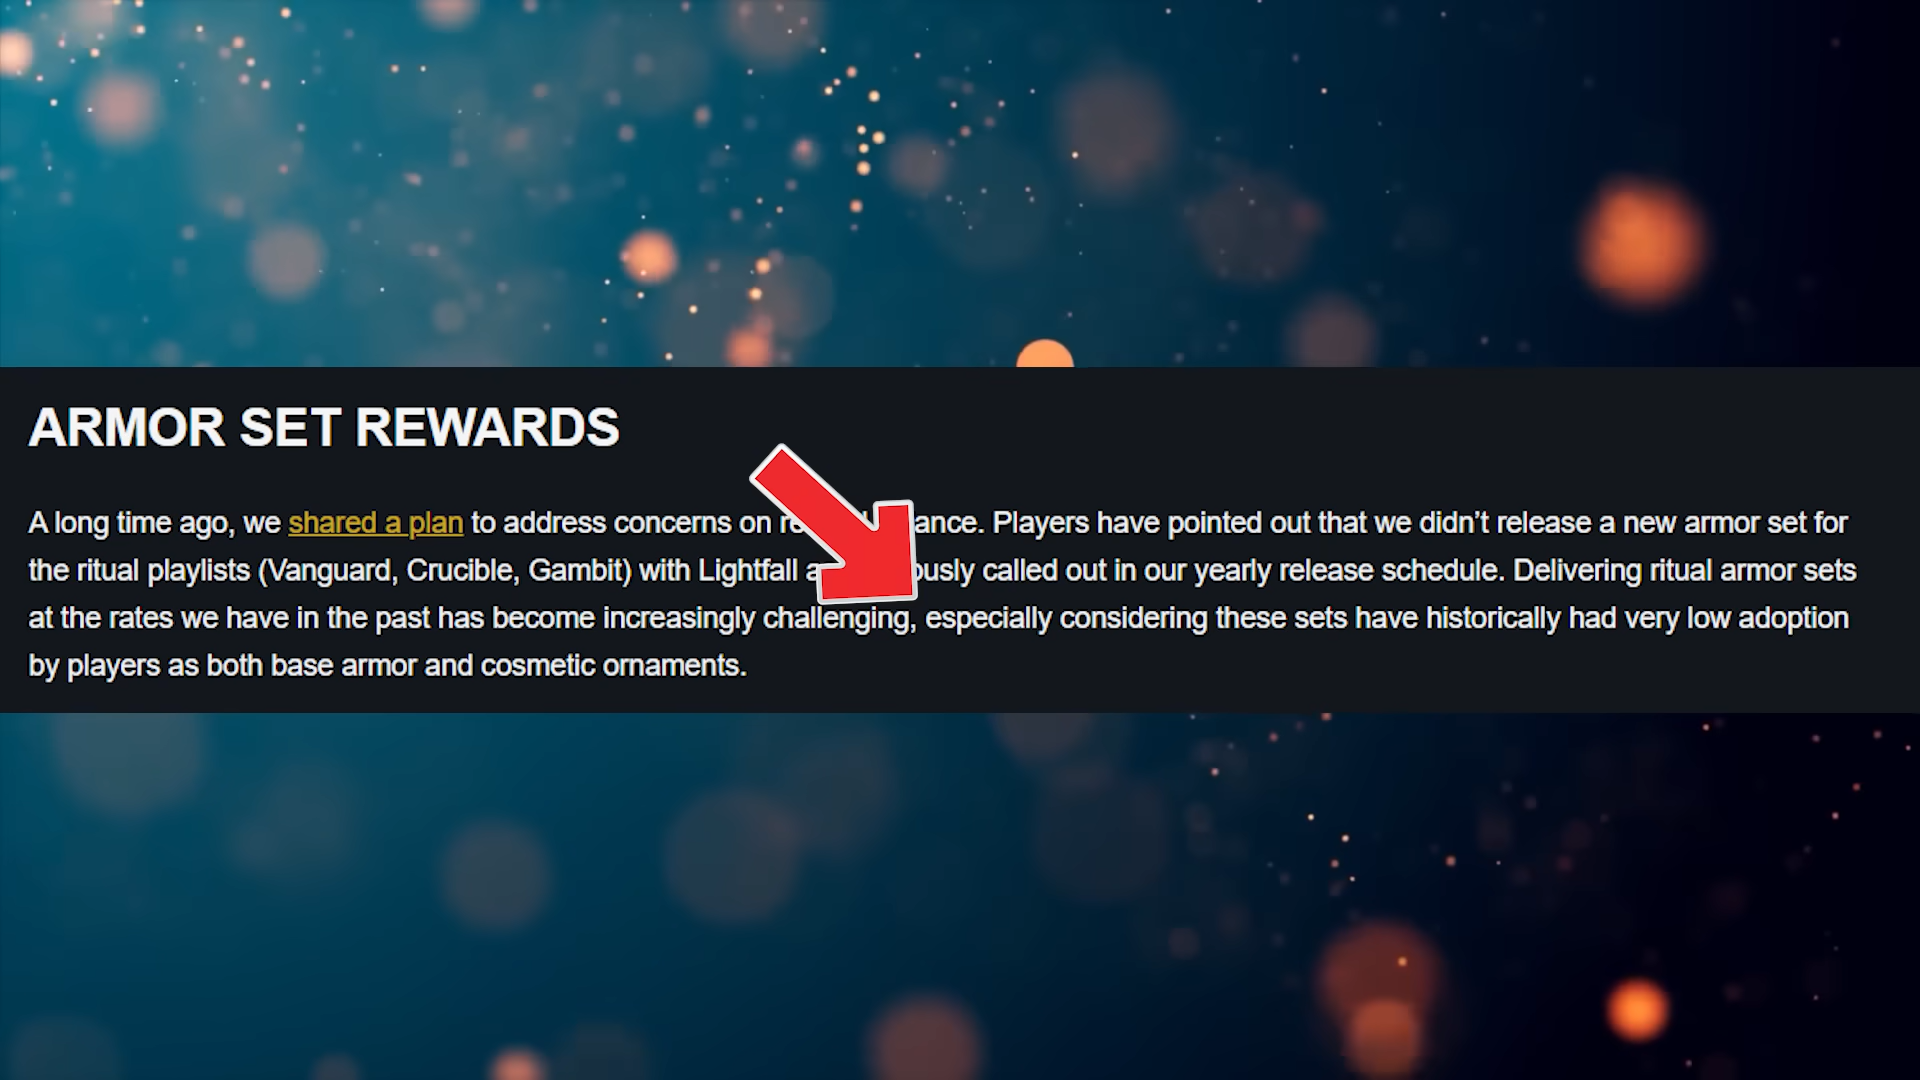 ARMOR SET REWARDS
A long time ago, we shared a plan to address concerns on Players have pointed out that we didn’t release a new armor set for
the ritual playlists (Vanguard, Crucible, Gambit) with Lightfall called out in our yearly release schedule. Delivering ritual armor sets
at the rates we have in the past has become increasingly challenging, especially considering these sets have historically had very low adoption
by players as both base armor and cosmetic ornaments.